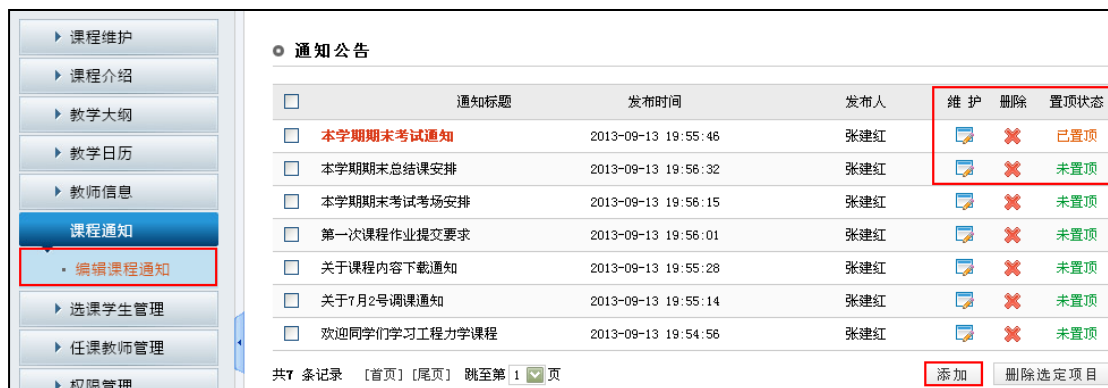 课程维护
课程介绍
教学大纲
教学日历
教师信息
课程通知
编辑课程通知
选课学生管理
任课教师管理
权限管理
通知公告
通知标题 发布时间 发布人 维 护 删除 置顶状态
本学期期末考试通知 2013-09-13 19:55:46 张建红 已置顶
本学期期末总结课安排 2013-09-13 19:56:32 张建红 未置顶
本学期期末考试考场安排 2013-09-13 19:56:15 张建红 未置顶
第一次课程作业提交要求 2013-09-13 19:56:01 张建红 未置顶
关于课程内容下载通知 2013-09-13 19:55:28 张建红 未置顶
关于7月2号调课通知 2013-09-13 19:55:14 张建红 未置顶
欢迎同学们学习工程力学课程 2013-09-13 19:54:56 张建红 未置顶
共7 条记录 [首页] [尾页] 跳至第 1 页 添加 删除选定项目